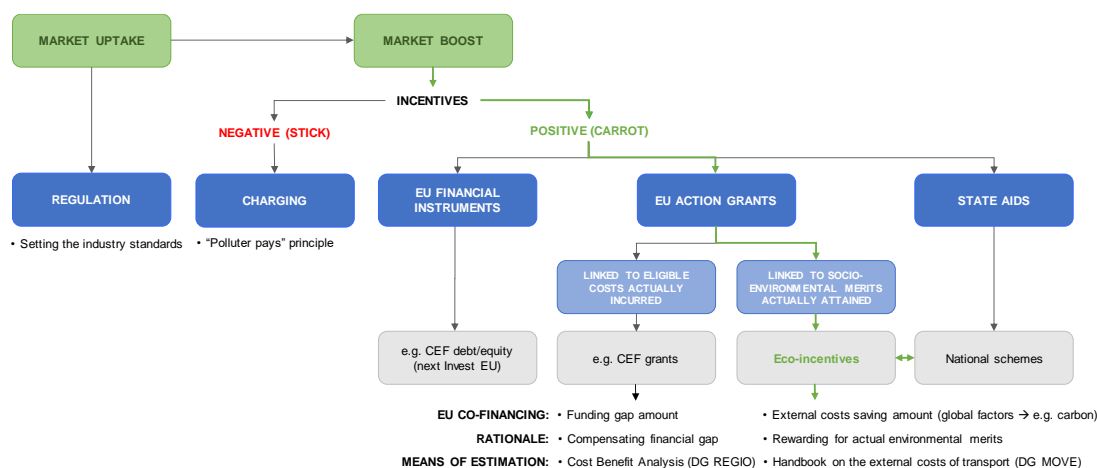 MARKET UPTAKE
MARKET BOOST
INCENTIVES
NEGATIVE (STICK)
POSITIVE (CARROT)
REGULATION
CHARGING
EU FINANCIAL
INSTRUMENTS
EU ACTION GRANTS
STATE AIDS
• Setting the industry standards
• “Polluter pays” principle
LINKED TO ELIGIBLE
COSTS ACTUALLY
INCURRED
LINKED TO SOCIO-
ENVIRONMENTAL MERITS
ACTUALLY ATTAINED
e.g. CEF debt/equity
(next Invest EU)
e.g. CEF grants
Eco-incentives
National schemes
EU CO-FINANCING: • Funding gap amount • External costs saving amount (global factors → e.g. carbon)
RATIONALE: • Compensating financial gap • Rewarding for actual environmental merits
MEANS OF ESTIMATION: • Cost Benefit Analysis (DG REGIO) • Handbook on the external costs of transport (DG MOVE)